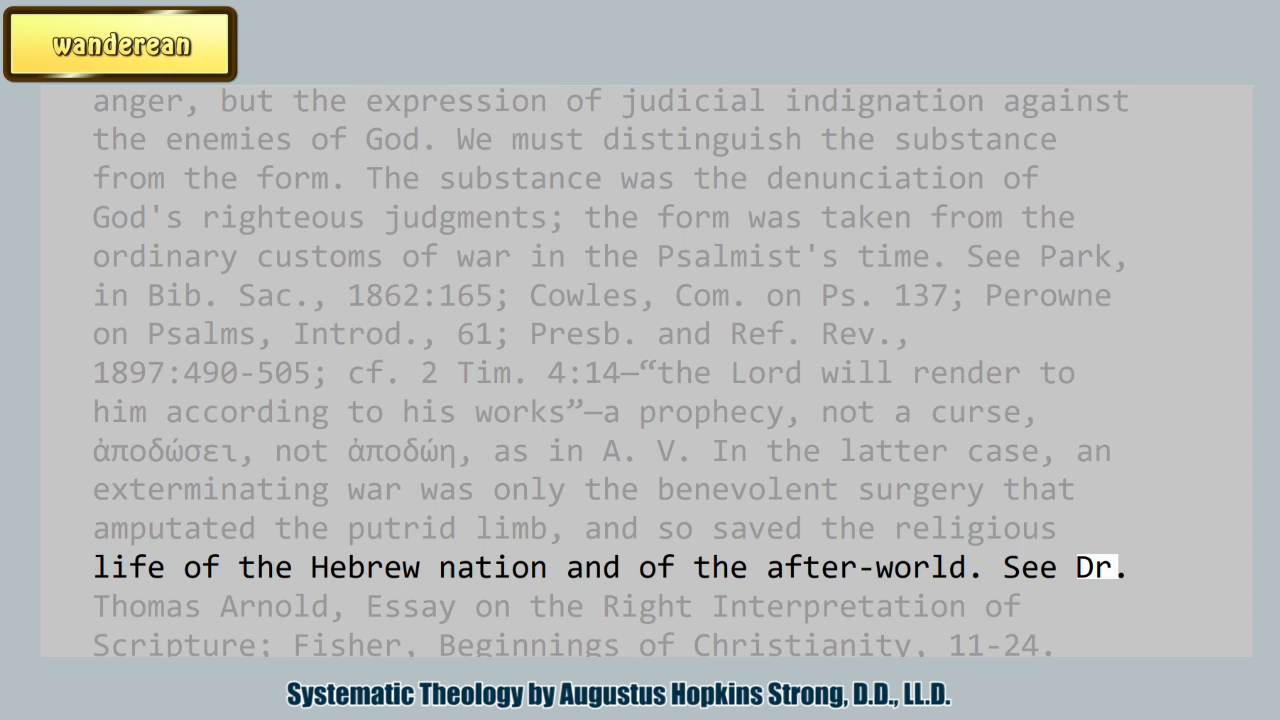 wanderean
anger, but the expression of judicial indignation against
the enemies of God. We must distinguish the substance
from the form. The substance was the denunciation of
God's righteous judgments; the form was taken from the
ordinary customs of war in the Psalmist's time. See Park,
in Bib. Sac., 1862:165; Cowles, Com. on Ps. 137; Perowne
on Psalms, Introd., 61; Presb. and Ref. Rev.,
1897:490-505; cf. 2 Tim. 4:14—“the Lord will render to
him according to his works”—a prophecy, not a curse,
ἀποδώσει, not ἀποδώη, as in A. V. In the latter case, an
exterminating war was only the benevolent surgery that
amputated the putrid limb, and so saved the religious
life of the Hebrew nation and of the after-world. See Dr.
Thomas Arnold, Essay on the Right Interpretation of
Scripture; Fisher, Beginnings of Christianity, 11-24.
Systematic Theology by Augustus Hopkins Strong, D.D., LL.D.